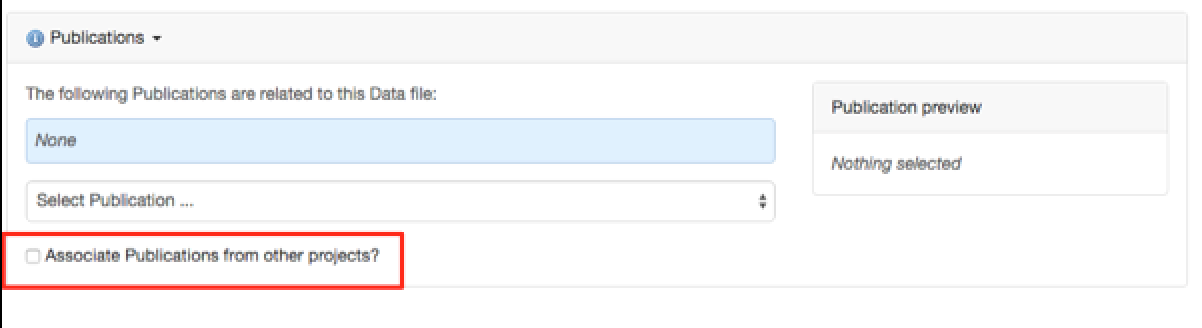 Publications
The following Publications are related to this Data file:
None
Select Publication ...
Associate Publications from other projects?
Publication preview
Nothing selected